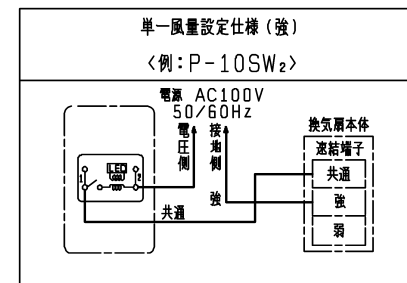 単一風量設定仕様（強）
〈例：P-10SW₂〉
電源 AC100V
50/60Hz
電圧側
接地側
強
換気扇本体
速結端子
共通
強
弱
LED
1
2
共通